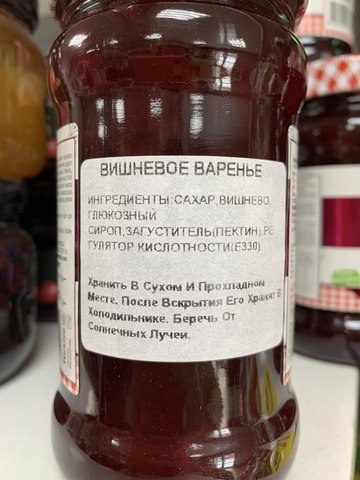 ВИШНЕВОЕ ВАРЕНЬЕ
ИНГРЕДИЕНТЫ:САХАР,ВИШНЕВО,
ГЛЮКОЗНЫЙ
СИРОП,ЗАГУСТИТЕЛЬ(ПЕКТИН),РЕ
ГУЛЯТОР КИСЛОТНОСТИ(E330).
Хранить В Сухом И Прохладном
Месте. После Вскрытия Его Хранят В
Холодильнике. Беречь От
Солнечных Лучей.